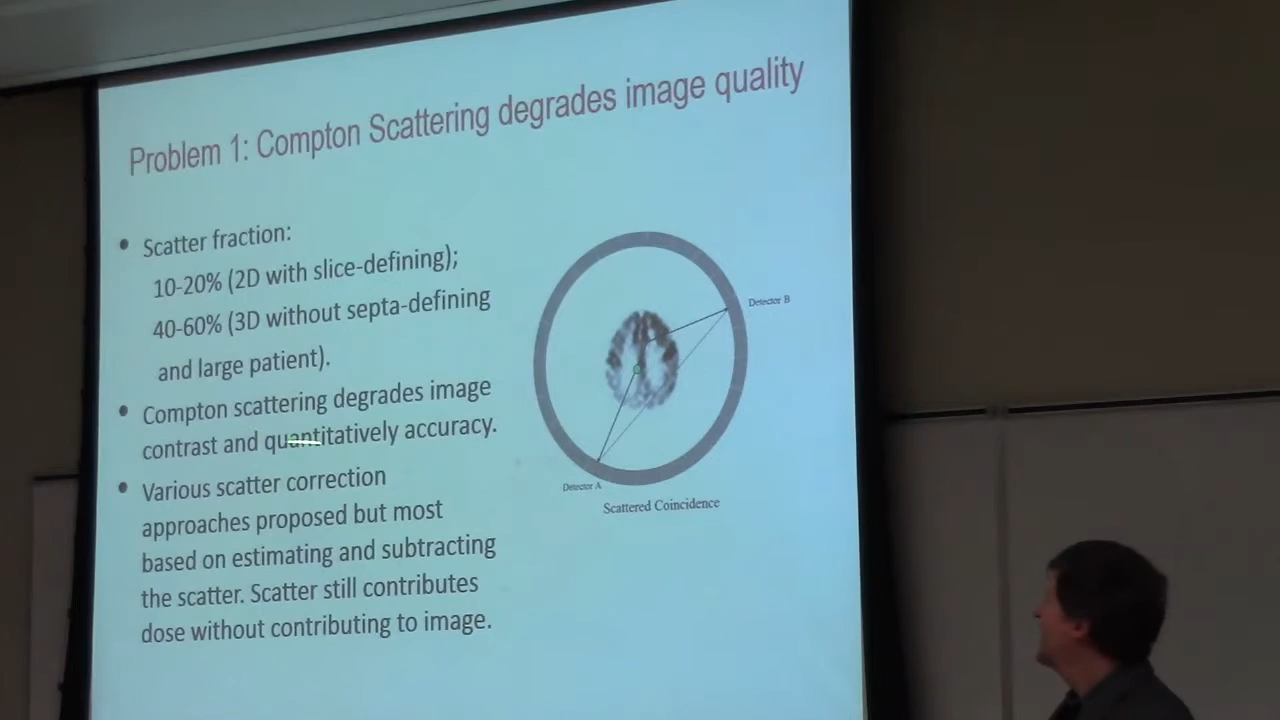 Problem 1: Compton Scattering degrades image quality
• Scatter fraction:
10-20% (2D with slice-defining);
40-60% (3D without septa-defining
and large patient).
• Compton scattering degrades image
contrast and quantitatively accuracy.
• Various scatter correction
approaches proposed but most
based on estimating and subtracting
the scatter. Scatter still contributes
dose without contributing to image.
Detector B
Detector A
Scattered Coincidence